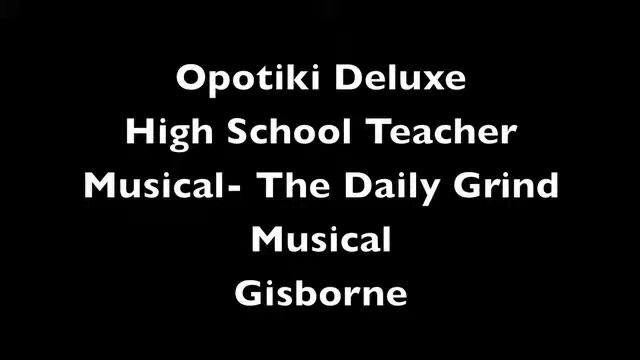 Opotiki Deluxe
High School Teacher
Musical- The Daily Grind
Musical
Gisborne